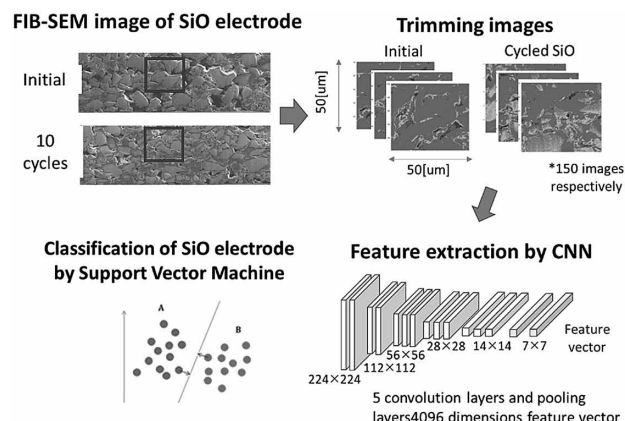 FIB-SEM image of SiO electrode
Initial
10
cycles
Trimming images
Initial
Cycled SiO
50[um]
50[um]
*150 images
respectively
Classification of SiO electrode
by Support Vector Machine
A
B
Feature extraction by CNN
224×224
112×112
56×56
28×28
14×14
7×7
Feature
vector
5 convolution layers and pooling
layers4096 dimensions feature vector